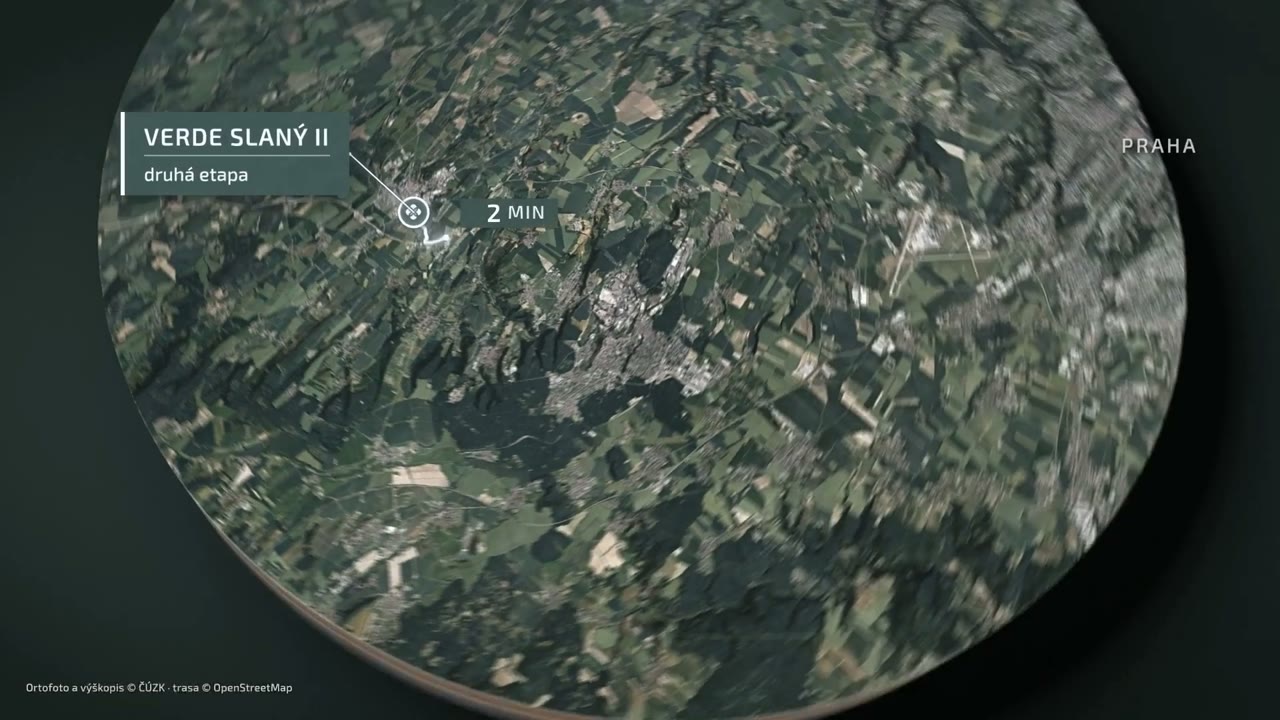 VERDE SLANÝ II
druhá etapa
2 MIN
PRAHA
Ortofoto a výškopis © ČÚZK · trasa © OpenStreetMap